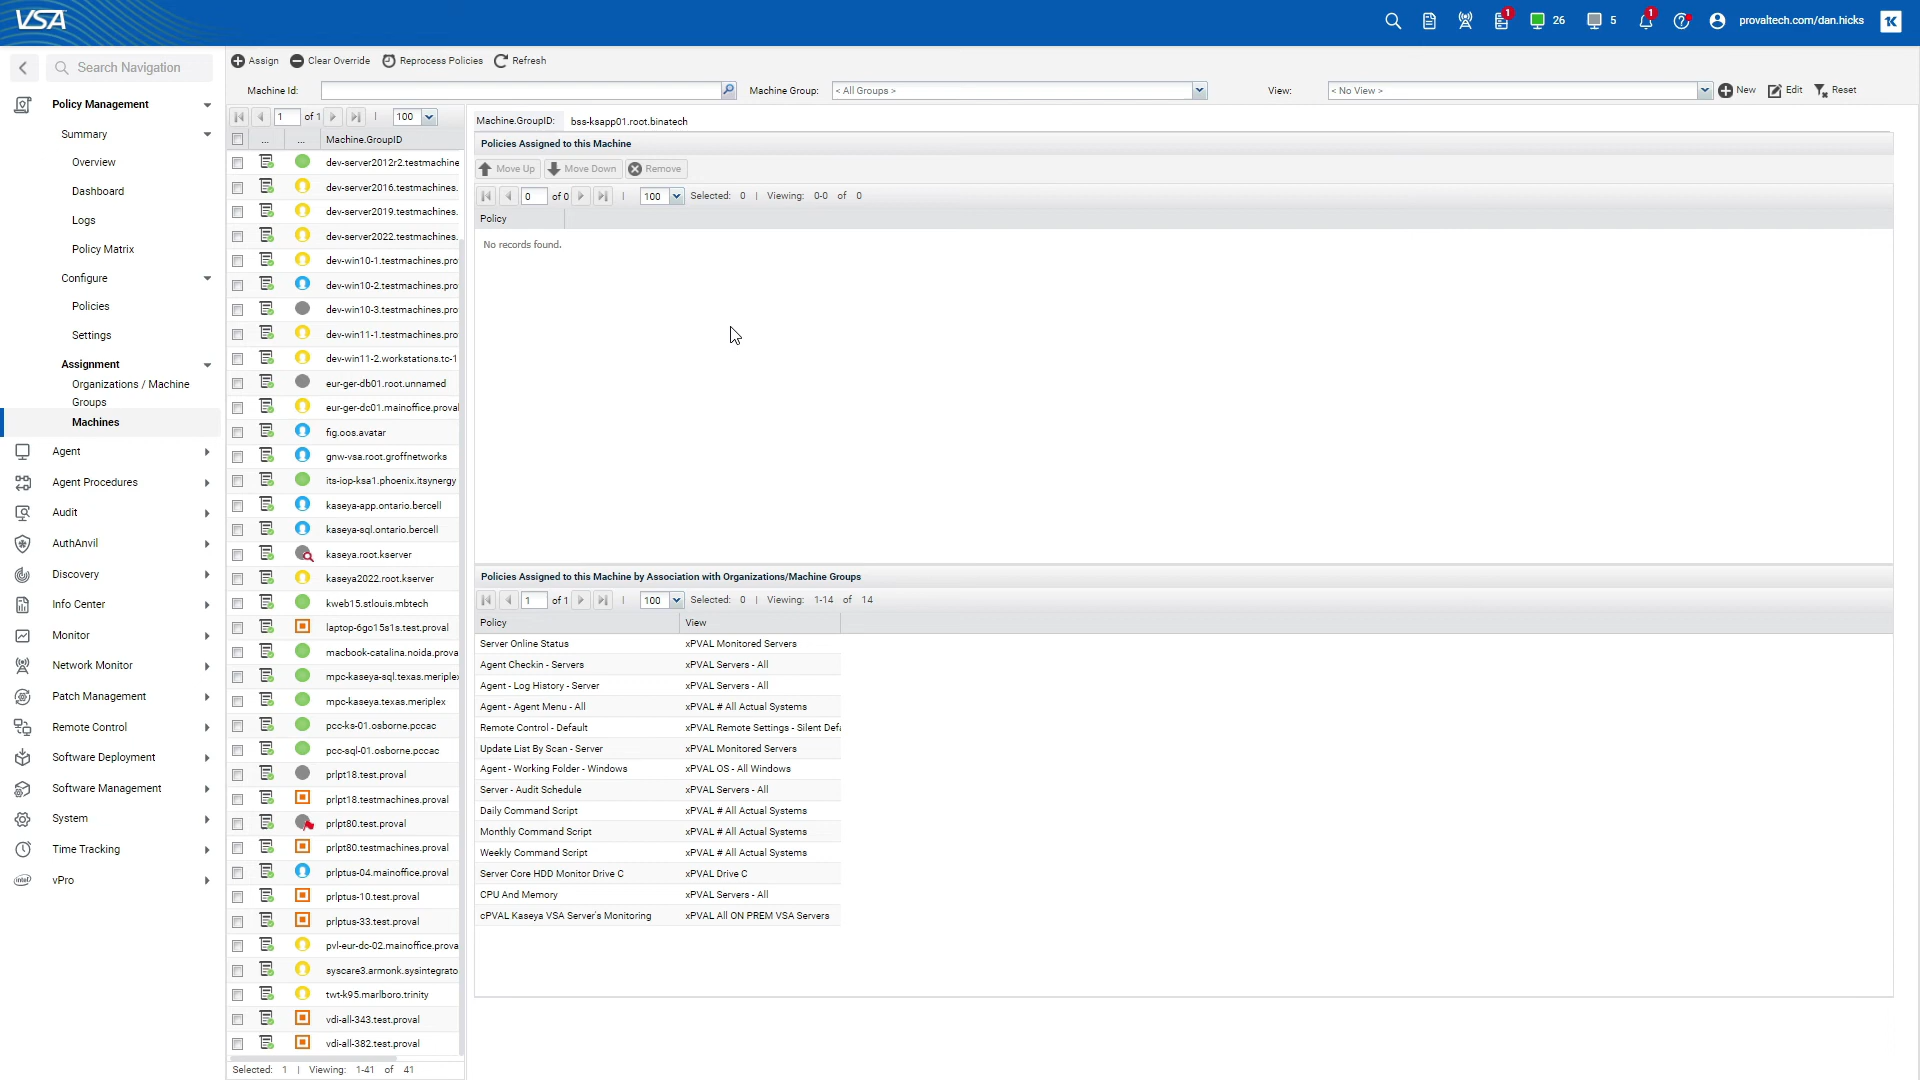 VSA
1
26
5
1
provaltech.com/dan.hicks
Search Navigation
Policy Management
Summary
Overview
Dashboard
Logs
Policy Matrix
Configure
Policies
Settings
Assignment
Organizations / Machine
Groups
Machines
Agent
Agent Procedures
Audit
AuthAnvil
Discovery
Info Center
Monitor
Network Monitor
Patch Management
Remote Control
Software Deployment
Software Management
System
Time Tracking
intel
vPro
Assign
Clear Override
Reprocess Policies
Refresh
Machine Id:
Machine Group: < All Groups >
View: < No View >
New
Edit
Reset
1 of 1 | 100
... ... Machine.GroupID
dev-server2012r2.testmachine
dev-server2016.testmachines.
dev-server2019.testmachines.
dev-server2022.testmachines.
dev-win10-1.testmachines.pro
dev-win10-2.testmachines.pro
dev-win10-3.testmachines.pro
dev-win11-1.testmachines.pro
dev-win11-2.workstations.tc-1
eur-ger-db01.root.unnamed
eur-ger-dc01.mainoffice.proval
fig.oos.avatar
gnw-vsa.root.groffnetworks
its-iop-ksa1.phoenix.itsynergy
kaseya-app.ontario.bercell
kaseya-sql.ontario.bercell
kaseya.root.kserver
kaseya2022.root.kserver
kweb15.stlouis.mbtech
laptop-6go15s1s.test.proval
macbook-catalina.noida.prova
mpc-kaseya-sql.texas.meriplex
mpc-kaseya.texas.meriplex
pcc-ks-01.osborne.pccac
pcc-sql-01.osborne.pccac
prlpt18.test.proval
prlpt18.testmachines.proval
prlpt80.test.proval
prlpt80.testmachines.proval
prlptus-04.mainoffice.proval
prlptus-10.test.proval
prlptus-33.test.proval
pvl-eur-dc-02.mainoffice.prova
syscare3.armonk.sysintegrato
twt-k95.marlboro.trinity
vdi-all-343.test.proval
vdi-all-382.test.proval
Selected: 1 | Viewing: 1-41 of 41
Machine.GroupID: bss-ksapp01.root.binatech
Policies Assigned to this Machine
Move Up
Move Down
Remove
0 of 0 | 100 Selected: 0 | Viewing: 0-0 of 0
Policy
No records found.
Policies Assigned to this Machine by Association with Organizations/Machine Groups
1 of 1 | 100 Selected: 0 | Viewing: 1-14 of 14
Policy View
Server Online Status xPVAL Monitored Servers
Agent Checkin - Servers xPVAL Servers - All
Agent - Log History - Server xPVAL Servers - All
Agent - Agent Menu - All xPVAL # All Actual Systems
Remote Control - Default xPVAL Remote Settings - Silent Defa
Update List By Scan - Server xPVAL Monitored Servers
Agent - Working Folder - Windows xPVAL OS - All Windows
Server - Audit Schedule xPVAL Servers - All
Daily Command Script xPVAL # All Actual Systems
Monthly Command Script xPVAL # All Actual Systems
Weekly Command Script xPVAL # All Actual Systems
Server Core HDD Monitor Drive C xPVAL Drive C
CPU And Memory xPVAL Servers - All
cPVAL Kaseya VSA Server's Monitoring xPVAL All ON PREM VSA Servers